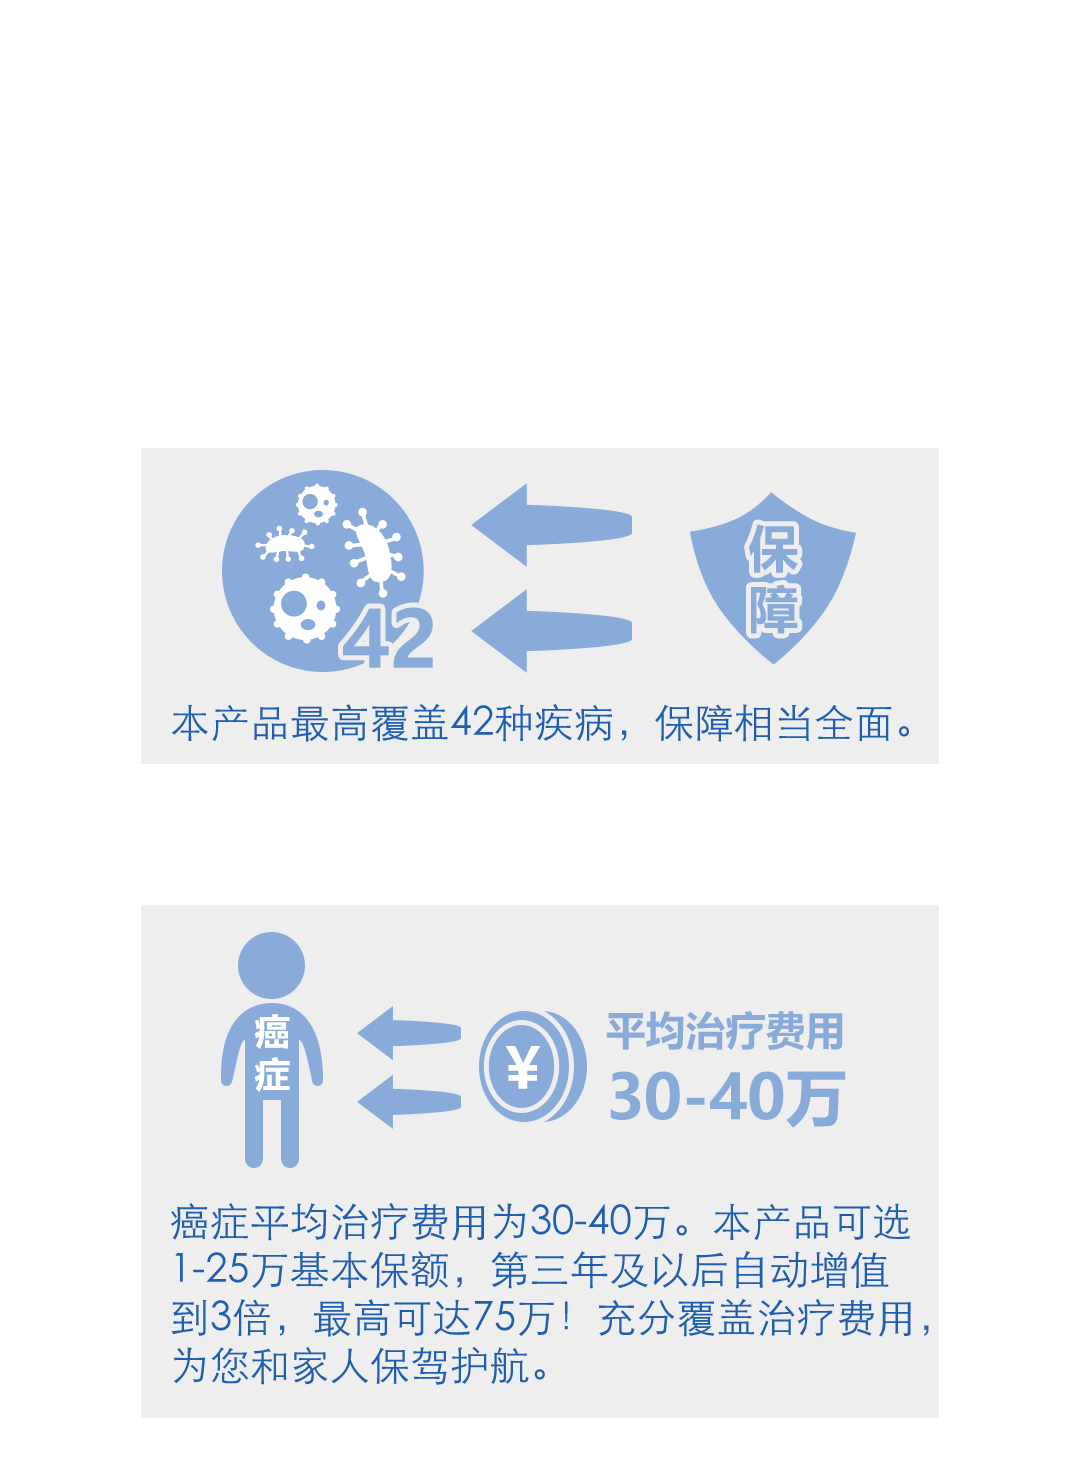 保
障
42
本产品最高覆盖42种疾病，保障相当全面。
癌
症
¥
平均治疗费用
30-40万
癌症平均治疗费用为30-40万。本产品可选
1-25万基本保额，第三年及以后自动增值
到3倍，最高可达75万！充分覆盖治疗费用，
为您和家人保驾护航。